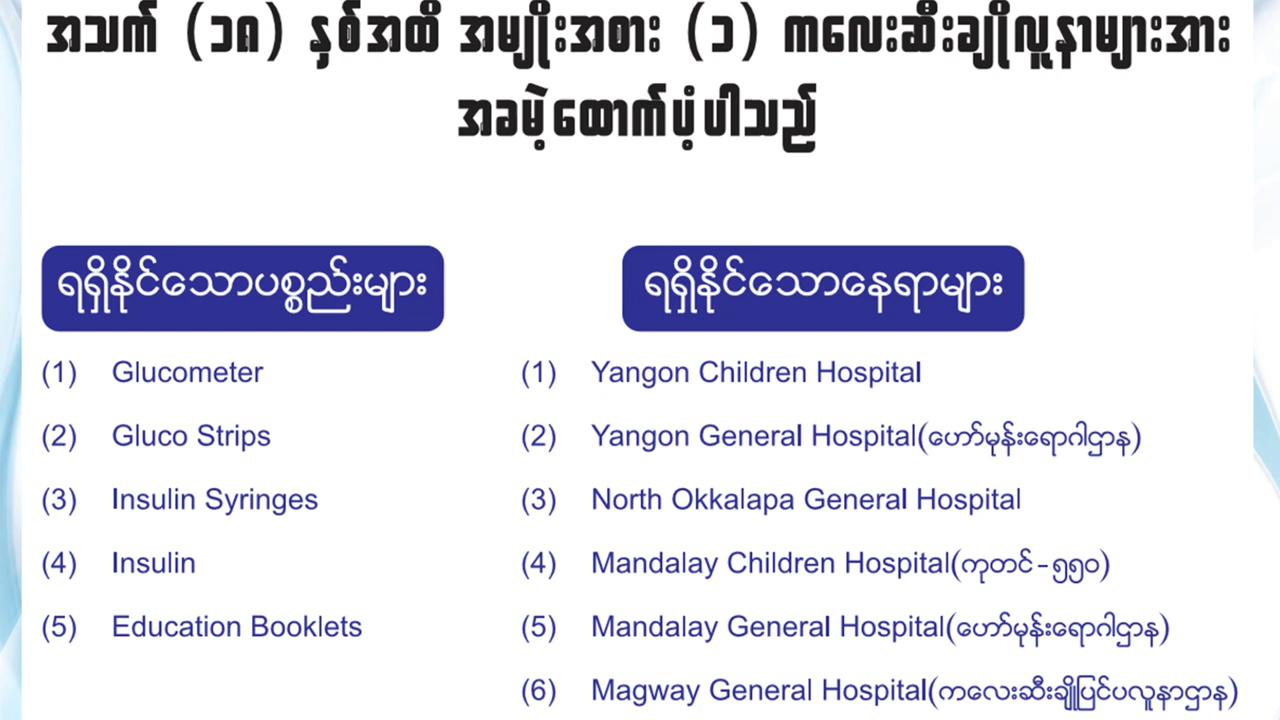 အသက် (၁၈) နှစ်အထိ အမျိုးအစား (၁) ကလေးဆီးချိုလူနာများအား
အခမဲ့ထောက်ပံ့ပါသည်
ရရှိနိုင်သောပစ္စည်းများ
(1) Glucometer
(2) Gluco Strips
(3) Insulin Syringes
(4) Insulin
(5) Education Booklets
ရရှိနိုင်သောနေရာများ
(1) Yangon Children Hospital
(2) Yangon General Hospital(ဟော်မုန်းရောဂါဌာန)
(3) North Okkalapa General Hospital
(4) Mandalay Children Hospital(ကုတင်-၅၅၀)
(5) Mandalay General Hospital(ဟော်မုန်းရောဂါဌာန)
(6) Magway General Hospital(ကလေးဆီးချိုပြင်ပလူနာဌာန)